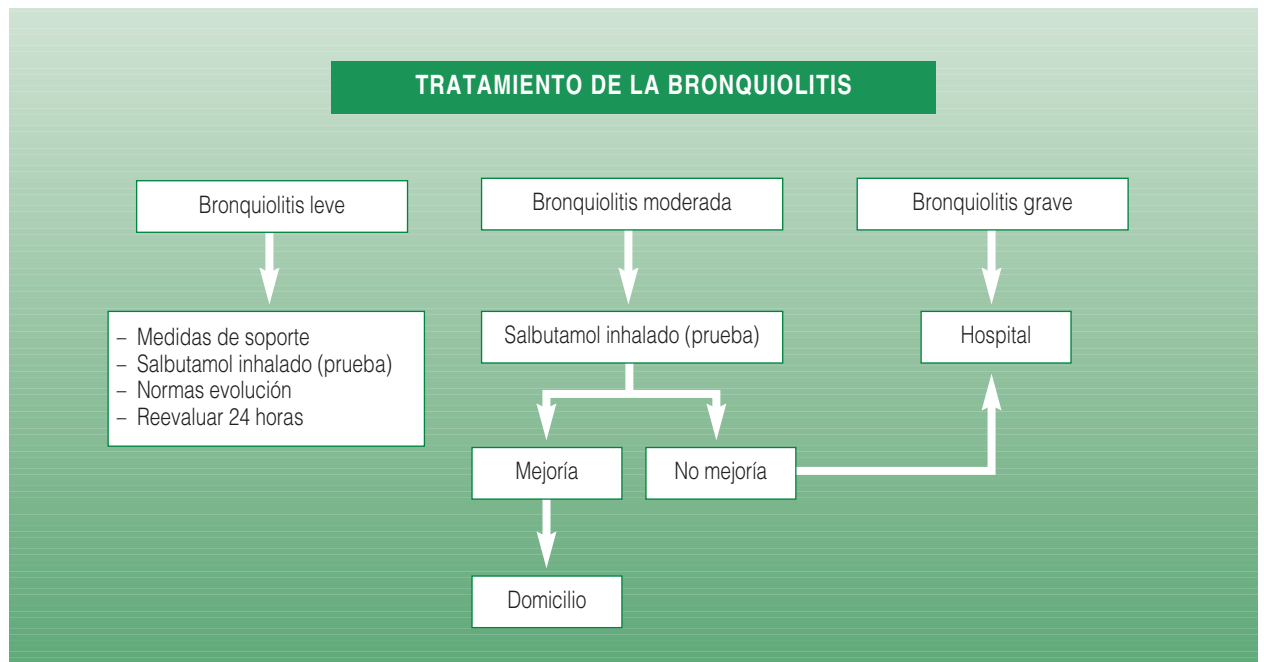 TRATAMIENTO DE LA BRONQUIOLITIS
Bronquiolitis leve
Bronquiolitis moderada
Bronquiolitis grave
– Medidas de soporte
– Salbutamol inhalado (prueba)
– Normas evolución
– Reevaluar 24 horas
Salbutamol inhalado (prueba)
Hospital
Mejoría
No mejoría
Domicilio